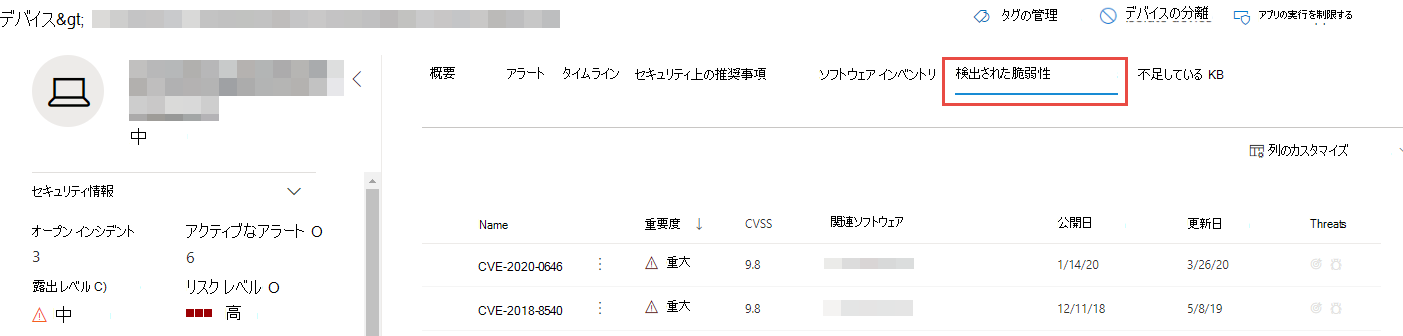 デバイス&gt;
タグの管理 デバイスの分離 アプリの実行を制限する
中
概要 アラート タイムライン セキュリティ上の推奨事項 ソフトウェア インベントリ 検出された脆弱性 不足している KB
列のカスタマイズ
セキュリティ情報
オープン インシデント アクティブなアラート O
3 6
露出レベル C) リスク レベル O
中 高
Name 重要度 ↓ CVSS 関連ソフトウェア 公開日 更新日 Threats
CVE-2020-0646 重大 9.8 1/14/20 3/26/20
CVE-2018-8540 重大 9.8 12/11/18 5/8/19